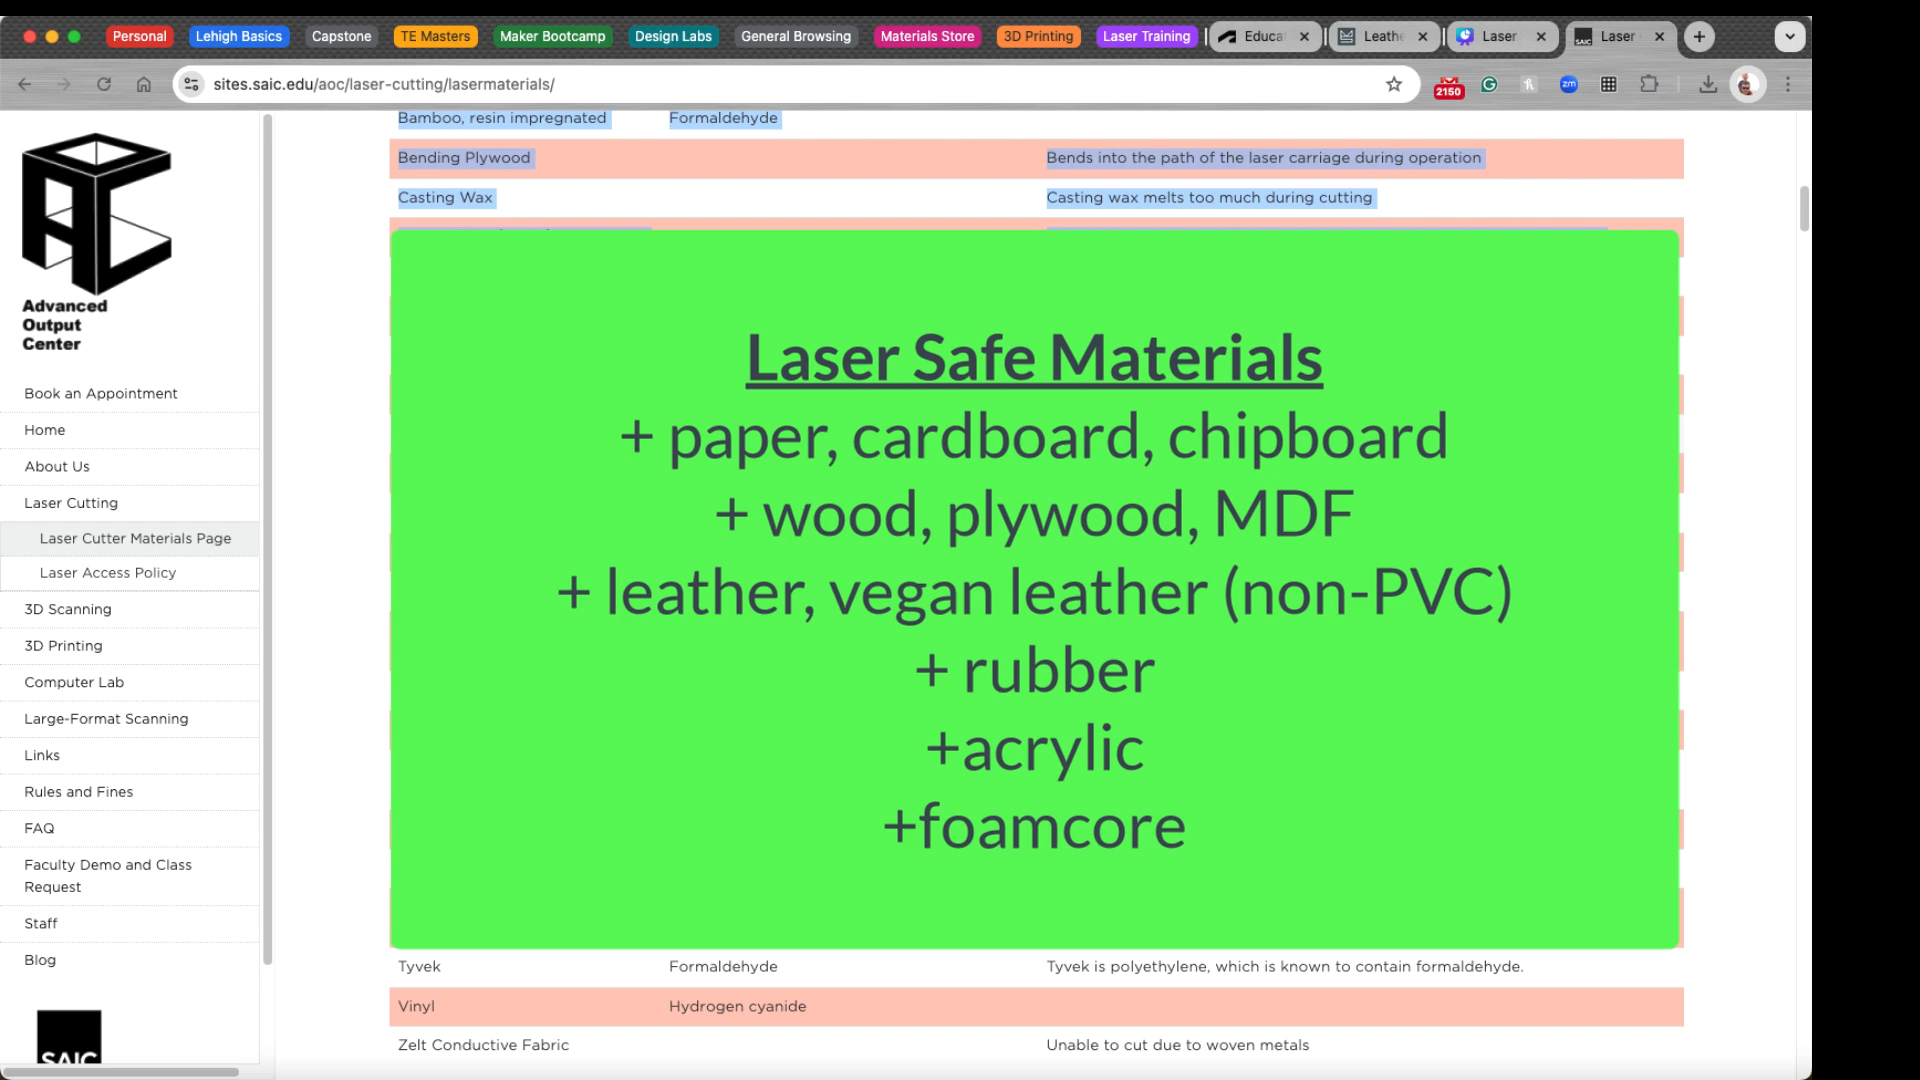 Personal
Lehigh Basics
Capstone
TE Masters
Maker Bootcamp
Design Labs
General Browsing
Materials Store
3D Printing
Laser Training
Educa
Leathe
Laser
Laser
sites.saic.edu/aoc/laser-cutting/lasermaterials/
2150
zm
Advanced
Output
Center
Book an Appointment
Home
About Us
Laser Cutting
Laser Cutter Materials Page
Laser Access Policy
3D Scanning
3D Printing
Computer Lab
Large-Format Scanning
Links
Rules and Fines
FAQ
Faculty Demo and Class
Request
Staff
Blog
SAIC
Bamboo, resin impregnated Formaldehyde
Bending Plywood Bends into the path of the laser carriage during operation
Casting Wax Casting wax melts too much during cutting
Laser Safe Materials
+ paper, cardboard, chipboard
+ wood, plywood, MDF
+ leather, vegan leather (non-PVC)
+ rubber
+acrylic
+foamcore
Tyvek Formaldehyde Tyvek is polyethylene, which is known to contain formaldehyde.
Vinyl Hydrogen cyanide
Zelt Conductive Fabric Unable to cut due to woven metals